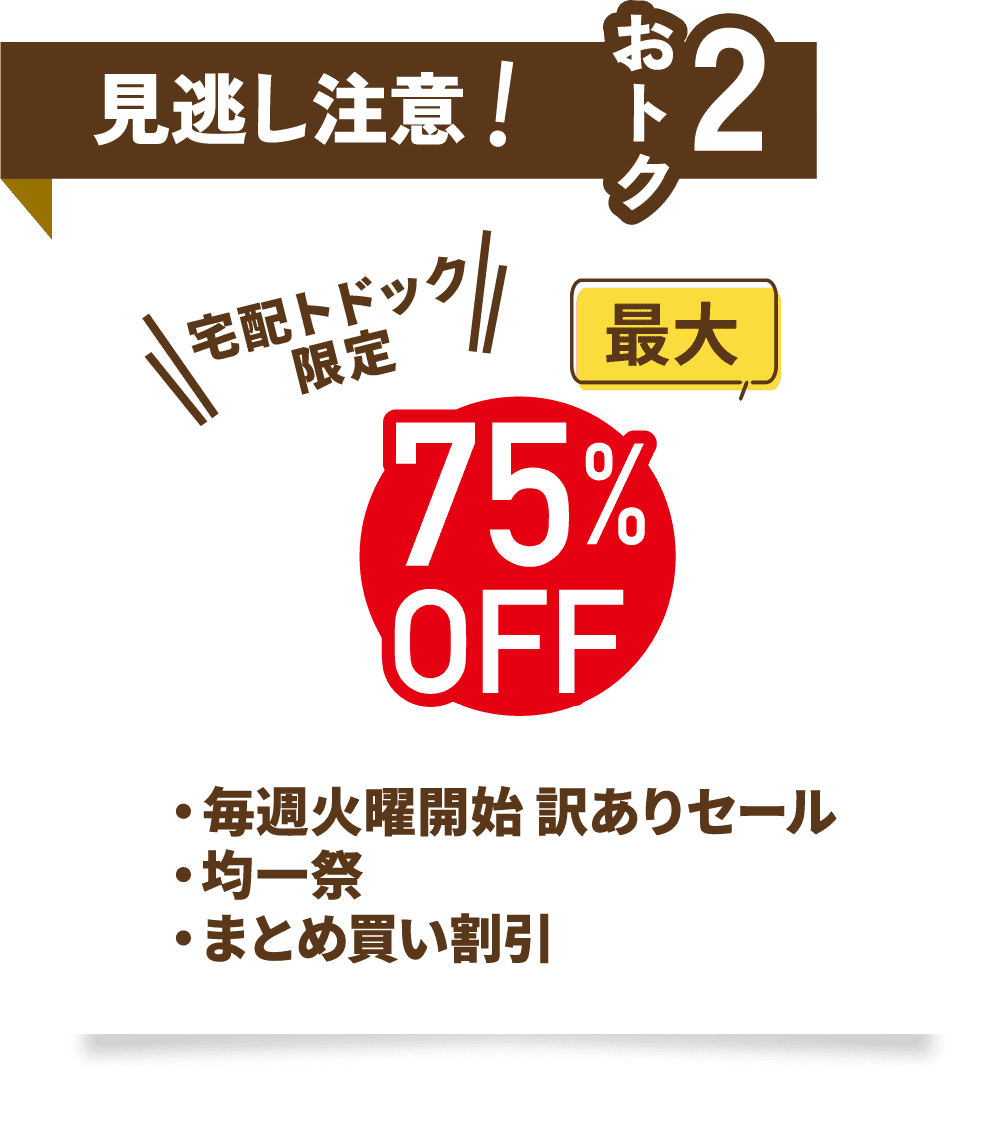 見逃し注意!
おトク2
宅配トドック
限定
最大
75%
OFF
・毎週火曜開始 訳ありセール
・均一祭
・まとめ買い割引